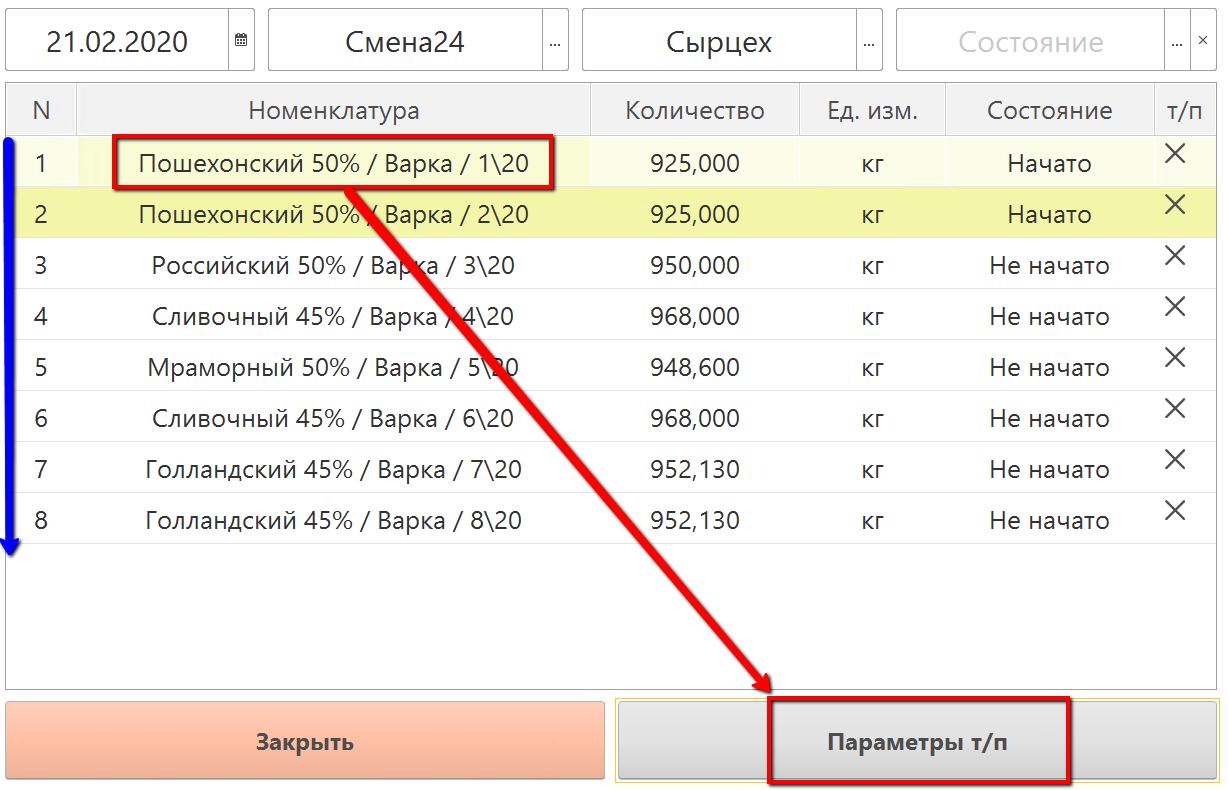 21.02.2020 Смена24 ... Сырцех ... Состояние ... ×
N Номенклатура Количество Ед. изм. Состояние т/п
1 Пошехонский 50% / Варка / 1\20 925,000 кг Начато
2 Пошехонский 50% / Варка / 2\20 925,000 кг Начато
3 Российский 50% / Варка / 3\20 950,000 кг Не начато
4 Сливочный 45% / Варка / 4\20 968,000 кг Не начато
5 Мраморный 50% / Варка / 5\20 948,600 кг Не начато
6 Сливочный 45% / Варка / 6\20 968,000 кг Не начато
7 Голландский 45% / Варка / 7\20 952,130 кг Не начато
8 Голландский 45% / Варка / 8\20 952,130 кг Не начато
Закрыть Параметры т/п